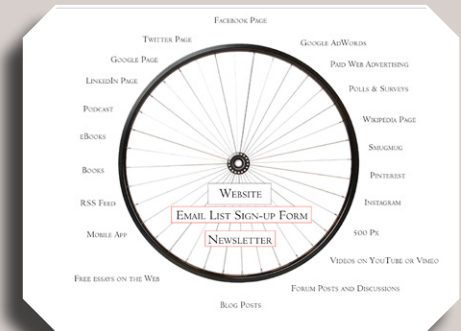 Facebook Page
Twitter Page
Google AdWords
Google Page
Paid Web Advertising
LinkedIn Page
Polls & Surveys
Podcast
Wikipedia Page
eBooks
Smugmug
Books
Pinterest
Website
RSS Feed
Instagram
Email List Sign-up Form
Mobile App
500 Px
Newsletter
Videos on YouTube or Vimeo
Free essays on the Web
Forum Posts and Discussions
Blog Posts